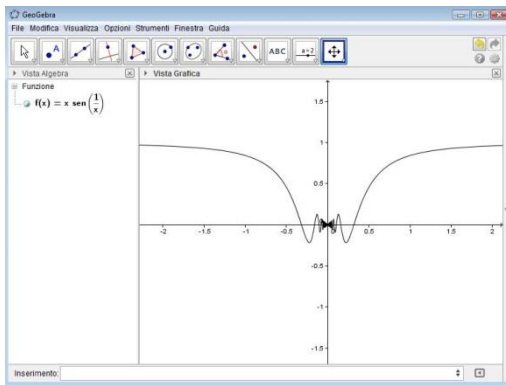 GeoGebra
File Modifica Visualizza Opzioni Strumenti Finestra Guida
A
ABC
a=2
Vista Algebra
Vista Grafica
Funzione
f(x) = x sen(1/x)
1.5
1
0.5
-2 -1.5 -1 -0.5 0 0.5 1 1.5 2
-0.5
-1
-1.5
Inserimento: